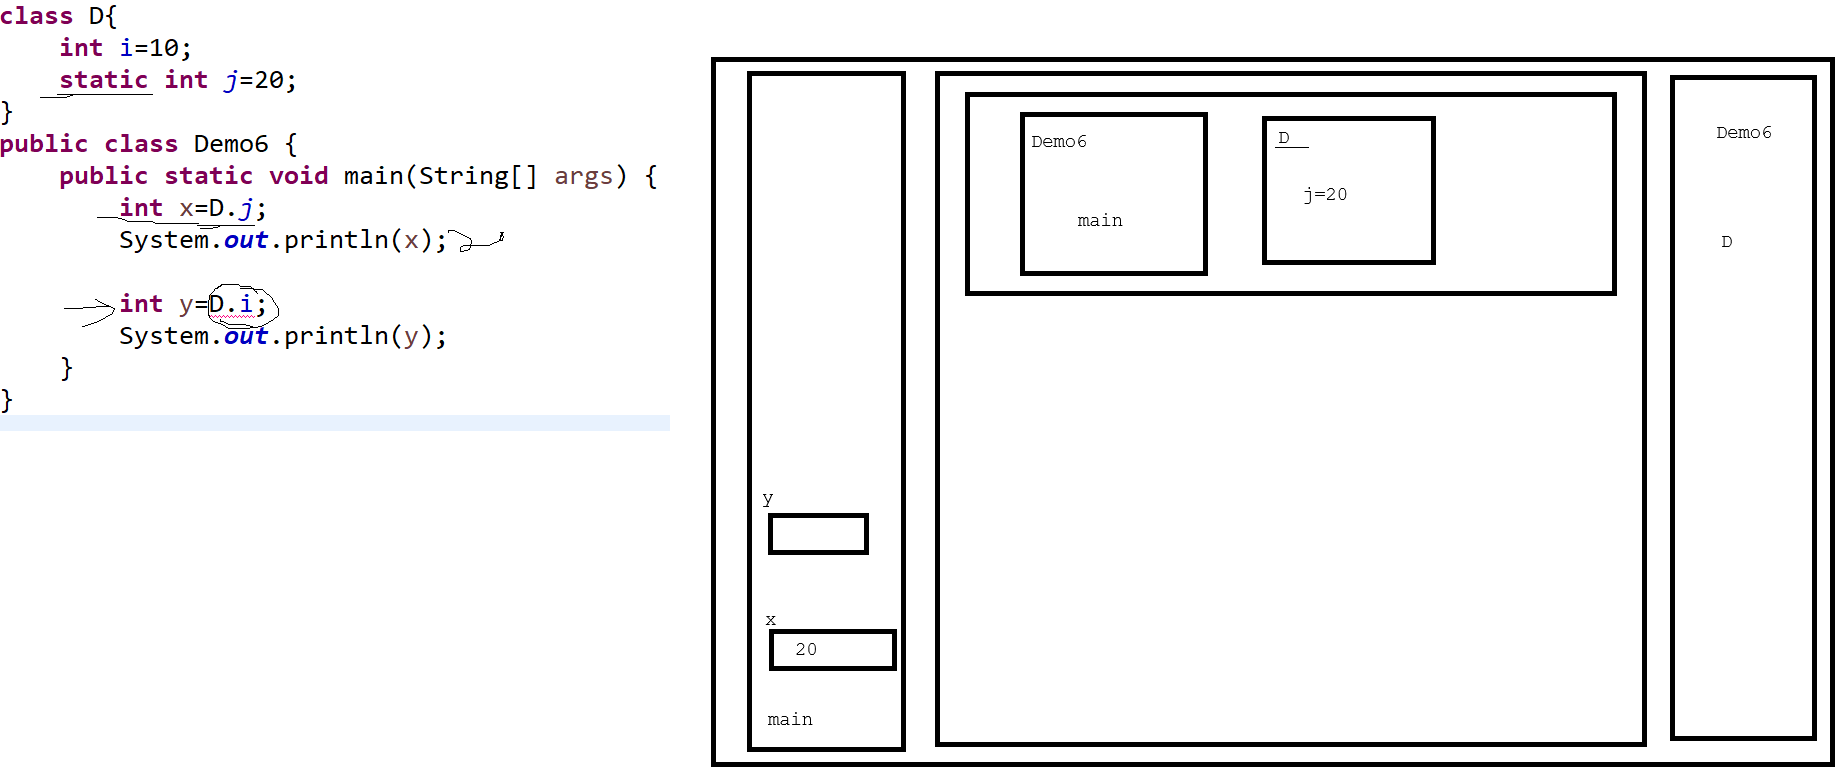 class D{
int i=10;
static int j=20;
}
public class Demo6 {
public static void main(String[] args) {
int x=D.j;
System.out.println(x);
int y=D.i;
System.out.println(y);
}
}
y
x
20
main
Demo6
main
D
j=20
Demo6
D